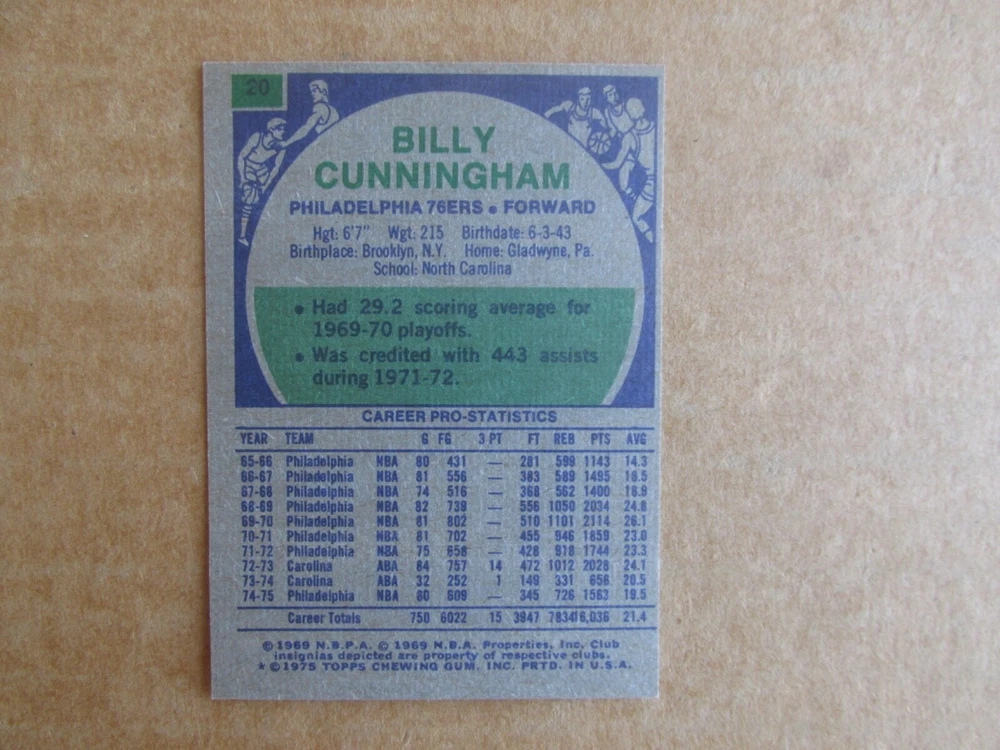 20
BILLY
CUNNINGHAM
PHILADELPHIA 76ERS • FORWARD
Hgt: 6'7" Wgt: 215 Birthdate: 6-3-43
Birthplace: Brooklyn, N.Y. Home: Gladwyne, Pa.
School: North Carolina
• Had 29.2 scoring average for
1969-70 playoffs.
• Was credited with 443 assists
during 1971-72.
CAREER PRO-STATISTICS
YEAR TEAM G FG 3 PT FT REB PTS AVG
65-66 Philadelphia NBA 80 431 — 281 599 1143 14.3
66-67 Philadelphia NBA 81 556 — 383 589 1495 18.5
67-68 Philadelphia NBA 74 516 — 368 562 1400 18.9
68-69 Philadelphia NBA 82 739 — 556 1050 2034 24.8
69-70 Philadelphia NBA 81 802 — 510 1101 2114 26.1
70-71 Philadelphia NBA 81 702 — 455 946 1859 23.0
71-72 Philadelphia NBA 75 658 — 428 918 1744 23.3
72-73 Carolina ABA 84 757 14 472 1012 2028 24.1
73-74 Carolina ABA 32 252 1 149 331 656 20.5
74-75 Philadelphia NBA 80 609 — 345 726 1563 19.5
Career Totals 750 6022 15 3947 7834 16,036 21.4
© 1969 N.B.P.A. © 1969 N.B.A. Properties, Inc. Club
insignias depicted are property of respective clubs.
* © 1975 TOPPS CHEWING GUM, INC. PRTD. IN U.S.A.